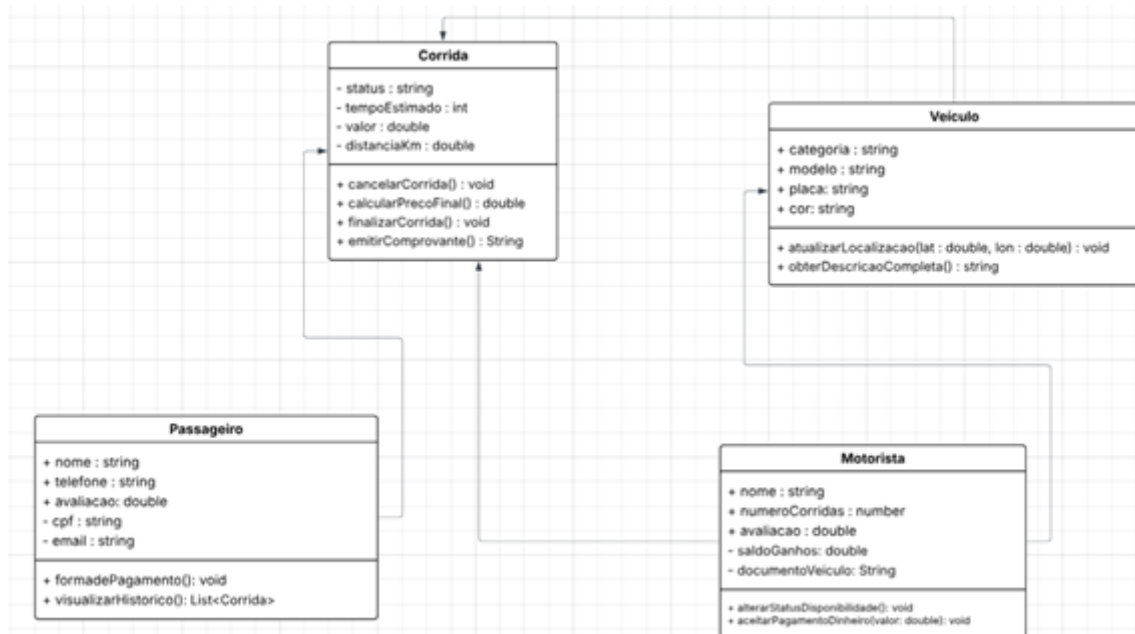 Corrida
- status : string
- tempoEstimado : int
- valor : double
- distanciaKm : double
+ cancelarCorrida() : void
+ calcularPrecoFinal() : double
+ finalizarCorrida() : void
+ emitirComprovante() : String
Veículo
+ categoria : string
+ modelo : string
+ placa: string
+ cor: string
+ atualizarLocalizacao(lat : double, lon : double) : void
+ obterDescricaoCompleta() : string
Passageiro
+ nome : string
+ telefone : string
+ avaliacao: double
- cpf : string
- email : string
+ formadePagamento(): void
+ visualizarHistorico(): List<Corrida>
Motorista
+ nome : string
+ numeroCorridas : number
+ avaliacao : double
- saldoGanhos: double
- documentoVeiculo: String
+ alterarStatusDisponibilidade(): void
+ aceitarPagamentoDinheiro(valor: double): void